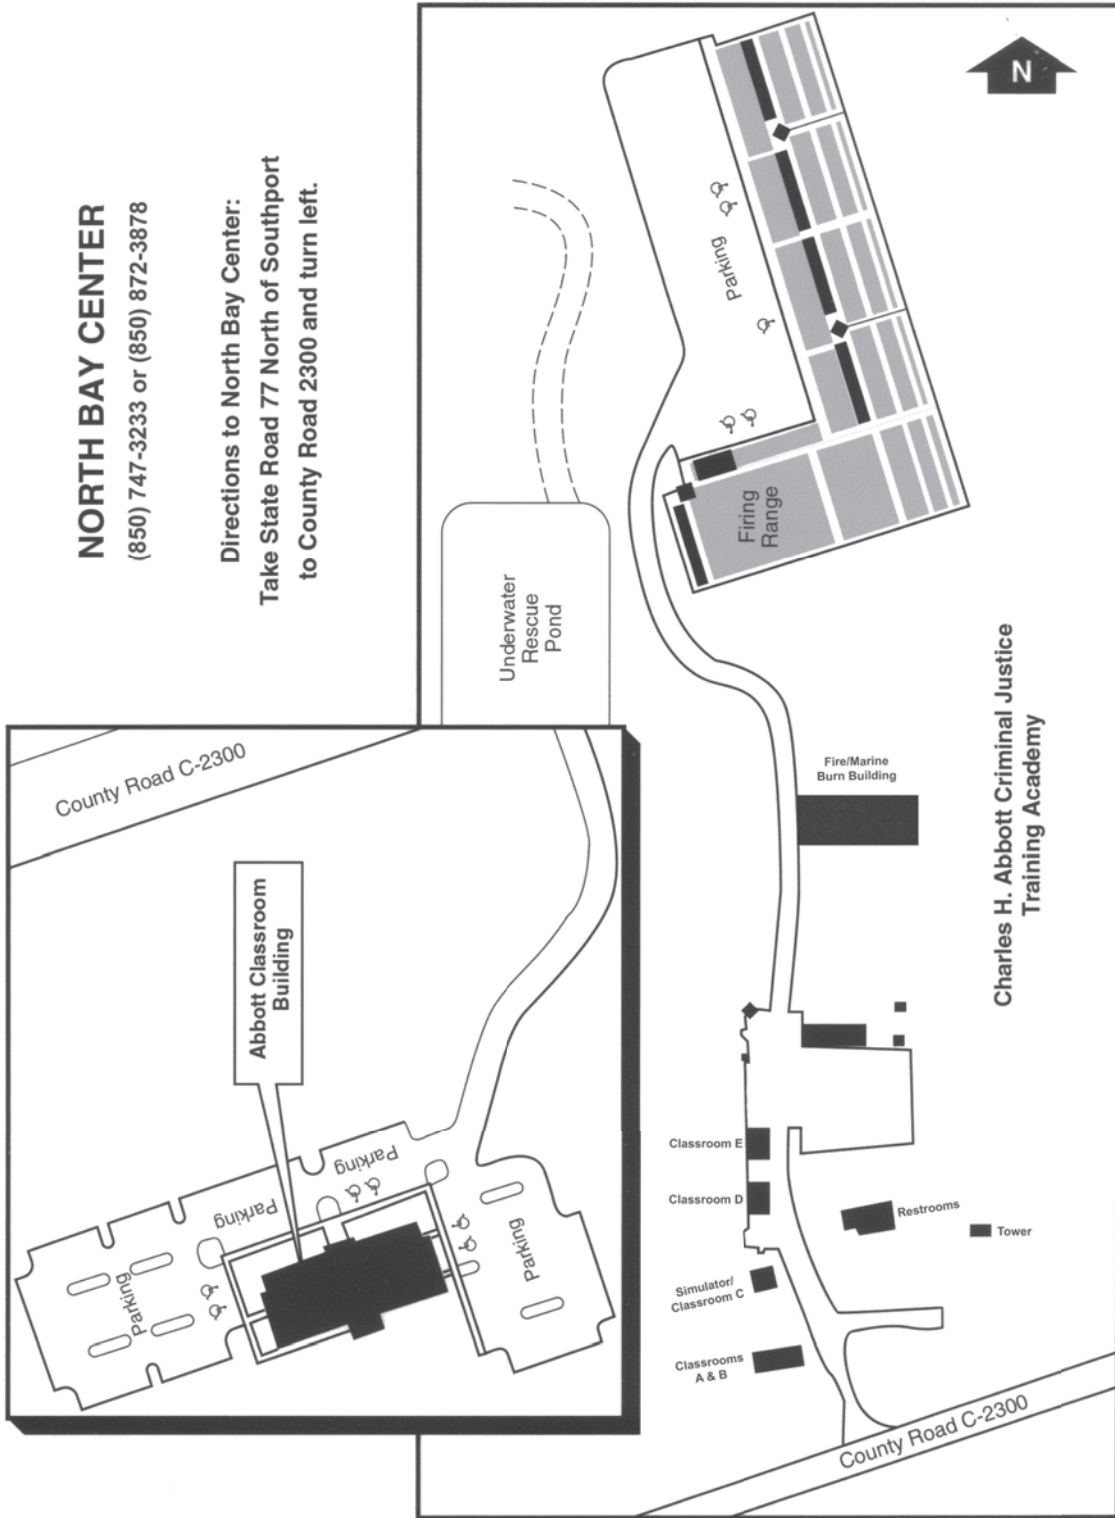 NORTH BAY CENTER
(850) 747-3233 or (850) 872-3878
Directions to North Bay Center:
Take State Road 77 North of Southport
to County Road 2300 and turn left.
N
County Road C-2300
Abbott Classroom
Building
Parking
Parking
Parking
Parking
Underwater
Rescue
Pond
Parking
Firing
Range
Fire/Marine
Burn Building
Charles H. Abbott Criminal Justice
Training Academy
Classroom E
Classroom D
Simulator/
Classroom C
Classrooms
A & B
Restrooms
Tower
County Road C-2300